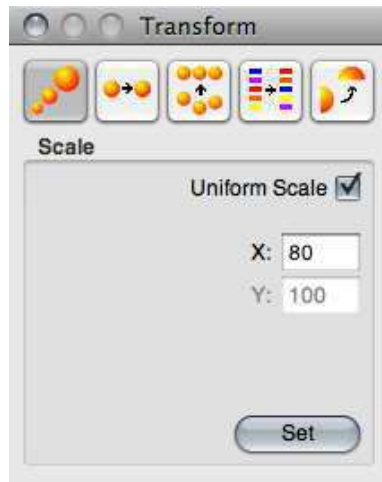 Transform
Scale
Uniform Scale
X: 80
Y: 100
Set